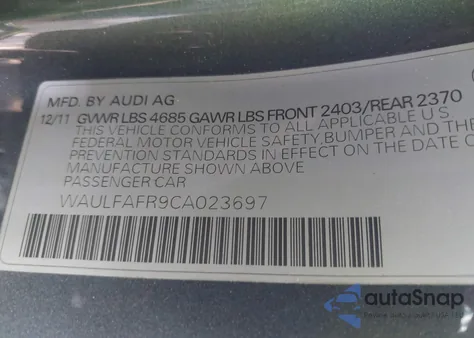 MFD. BY AUDI AG
12/11 GVWR LBS 4685 GAWR LBS FRONT 2403/REAR 2370
THIS VEHICLE CONFORMS TO ALL APPLICABLE U S
FEDERAL MOTOR VEHICLE SAFETY, BUMPER AND THE
PREVENTION STANDARDS IN EFFECT ON THE DATE O
MANUFACTURE SHOWN ABOVE
PASSENGER CAR
WAULFAFR9CA023697
autoSnap